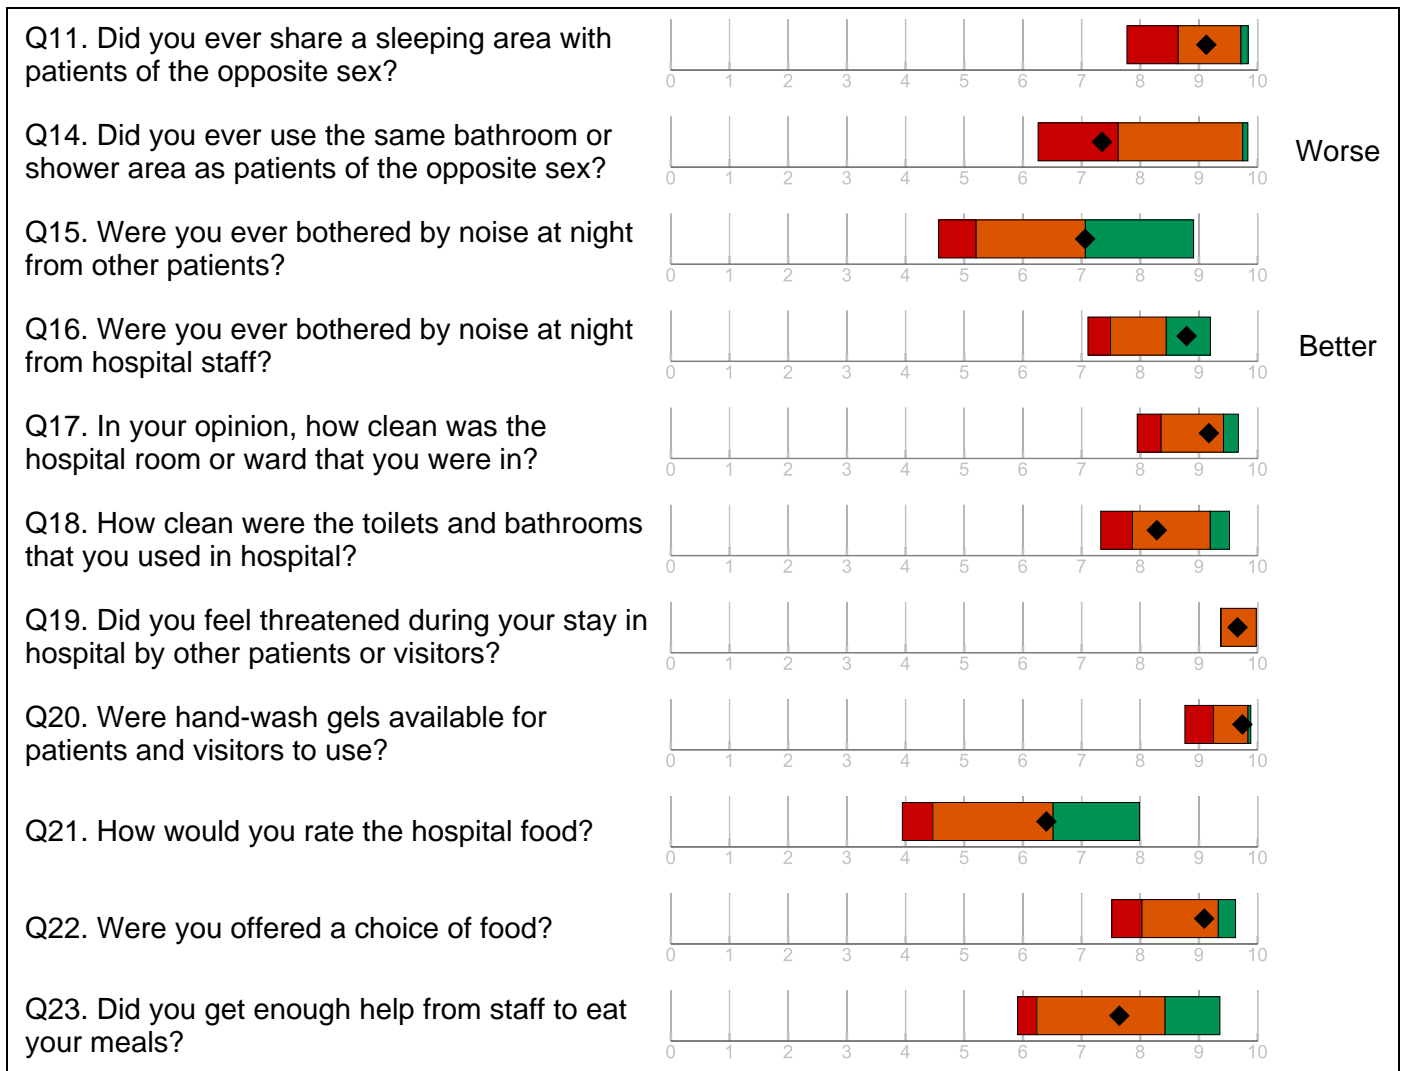 Q11. Did you ever share a sleeping area with
patients of the opposite sex?
0 1 2 3 4 5 6 7 8 9 10
Q14. Did you ever use the same bathroom or
shower area as patients of the opposite sex?
Worse
0 1 2 3 4 5 6 7 8 9 10
Q15. Were you ever bothered by noise at night
from other patients?
0 1 2 3 4 5 6 7 8 9 10
Q16. Were you ever bothered by noise at night
from hospital staff?
Better
0 1 2 3 4 5 6 7 8 9 10
Q17. In your opinion, how clean was the
hospital room or ward that you were in?
0 1 2 3 4 5 6 7 8 9 10
Q18. How clean were the toilets and bathrooms
that you used in hospital?
0 1 2 3 4 5 6 7 8 9 10
Q19. Did you feel threatened during your stay in
hospital by other patients or visitors?
0 1 2 3 4 5 6 7 8 9 10
Q20. Were hand-wash gels available for
patients and visitors to use?
0 1 2 3 4 5 6 7 8 9 10
Q21. How would you rate the hospital food?
0 1 2 3 4 5 6 7 8 9 10
Q22. Were you offered a choice of food?
0 1 2 3 4 5 6 7 8 9 10
Q23. Did you get enough help from staff to eat
your meals?
0 1 2 3 4 5 6 7 8 9 10